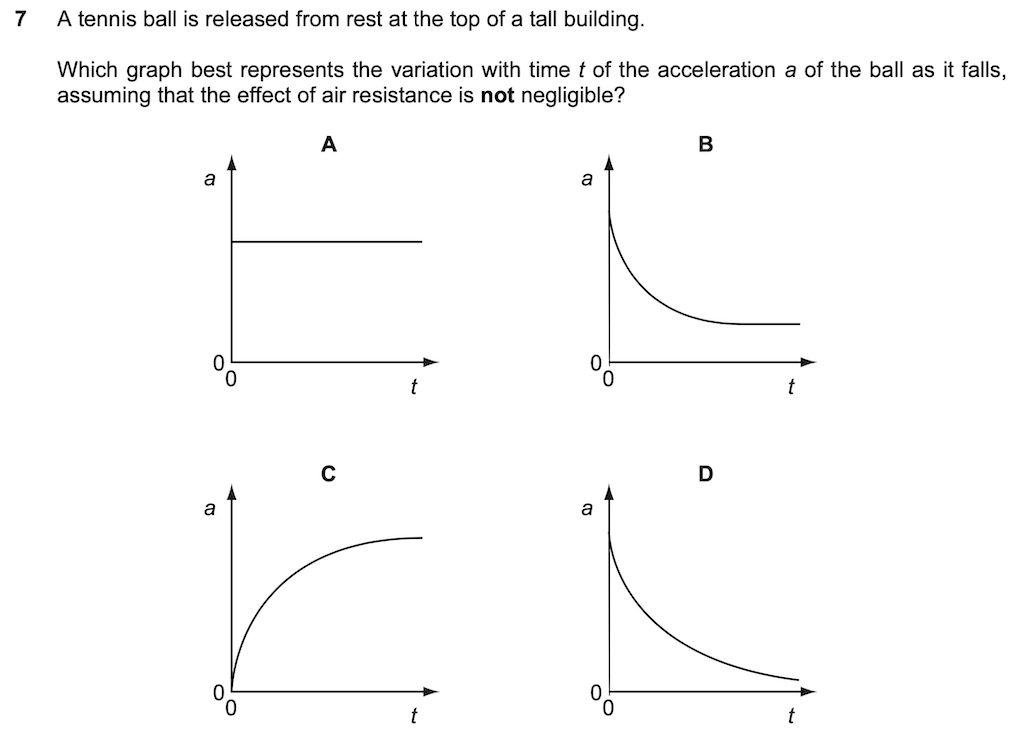 7 A tennis ball is released from rest at the top of a tall building.
Which graph best represents the variation with time t of the acceleration a of the ball as it falls,
assuming that the effect of air resistance is not negligible?
A
a
0
0
t
B
a
0
0
t
C
a
0
0
t
D
a
0
0
t